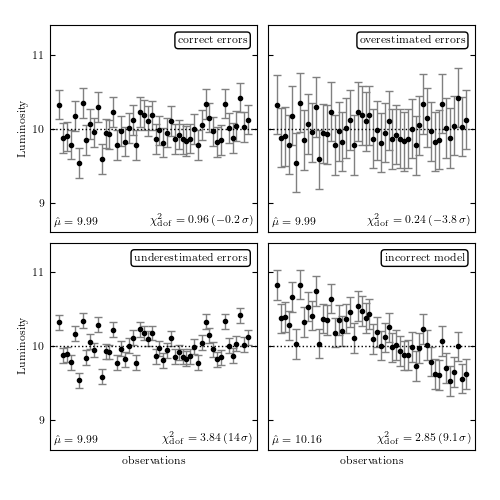 correct errors
overestimated errors
11
10
9
Luminosity
μ̂ = 9.99
χ²dof = 0.96 (−0.2 σ)
μ̂ = 9.99
χ²dof = 0.24 (−3.8 σ)
underestimated errors
incorrect model
11
10
9
Luminosity
μ̂ = 9.99
χ²dof = 3.84 (14 σ)
μ̂ = 10.16
χ²dof = 2.85 (9.1 σ)
observations
observations